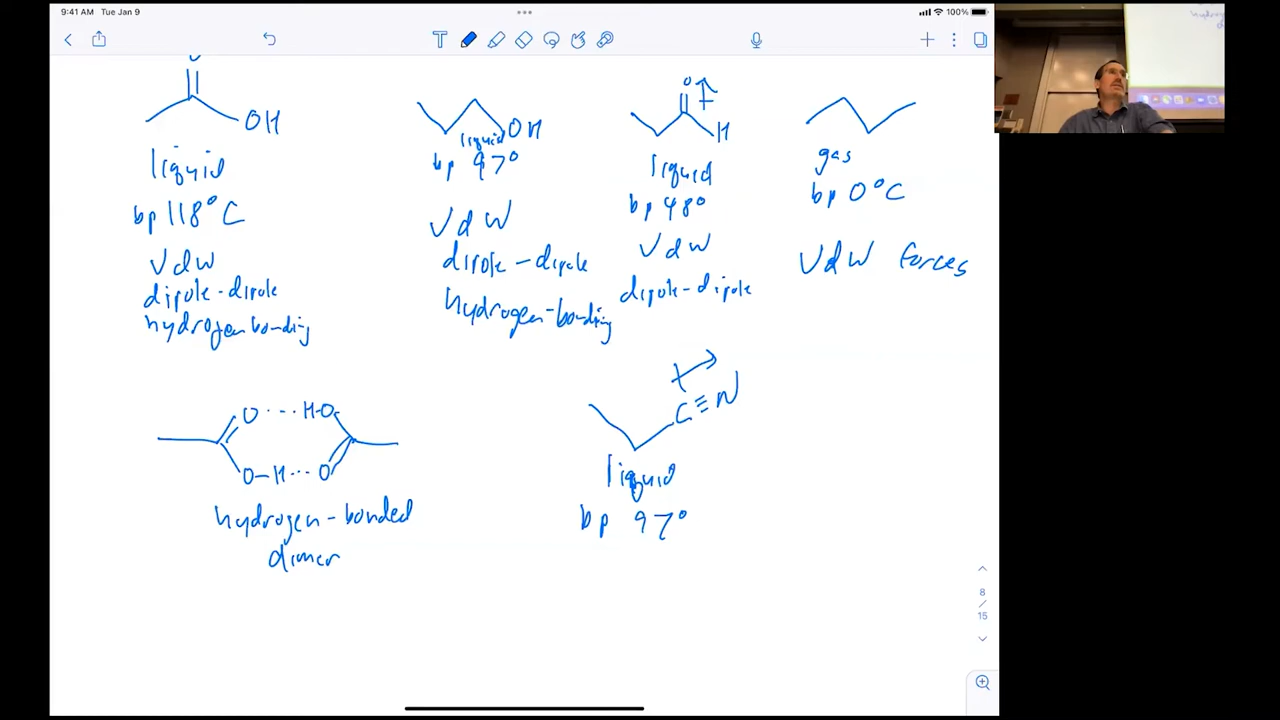 9:41 AM Tue Jan 9
100%
T
O
OH
liquid
bp 118°C
VdW
dipole-dipole
hydrogen bonding
OH
liquid
bp 97°
VdW
dipole-dipole
hydrogen-bonding
O
H
liquid
bp 48°
VdW
dipole-dipole
gas
bp 0°C
VdW forces
O ··· H-O
O-H ··· O
hydrogen-bonded
dimer
C≡N
liquid
bp 97°
8
/
15